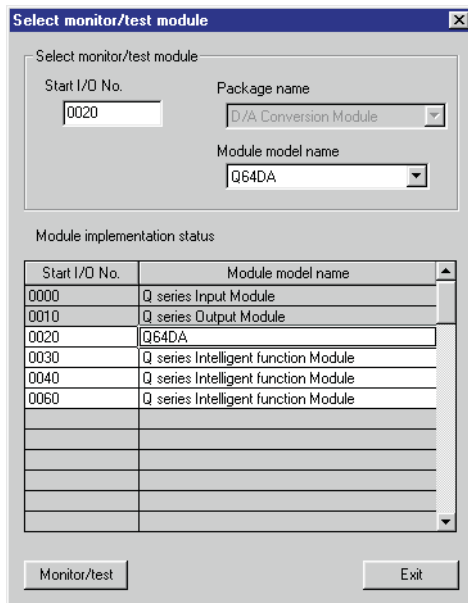 Select monitor/test module
Select monitor/test module
Start I/O No.
Package name
0020
D/A Conversion Module
Module model name
Q64DA
Module implementation status
Start I/O No. Module model name
0000 Q series Input Module
0010 Q series Output Module
0020 Q64DA
0030 Q series Intelligent function Module
0040 Q series Intelligent function Module
0060 Q series Intelligent function Module
Monitor/test Exit